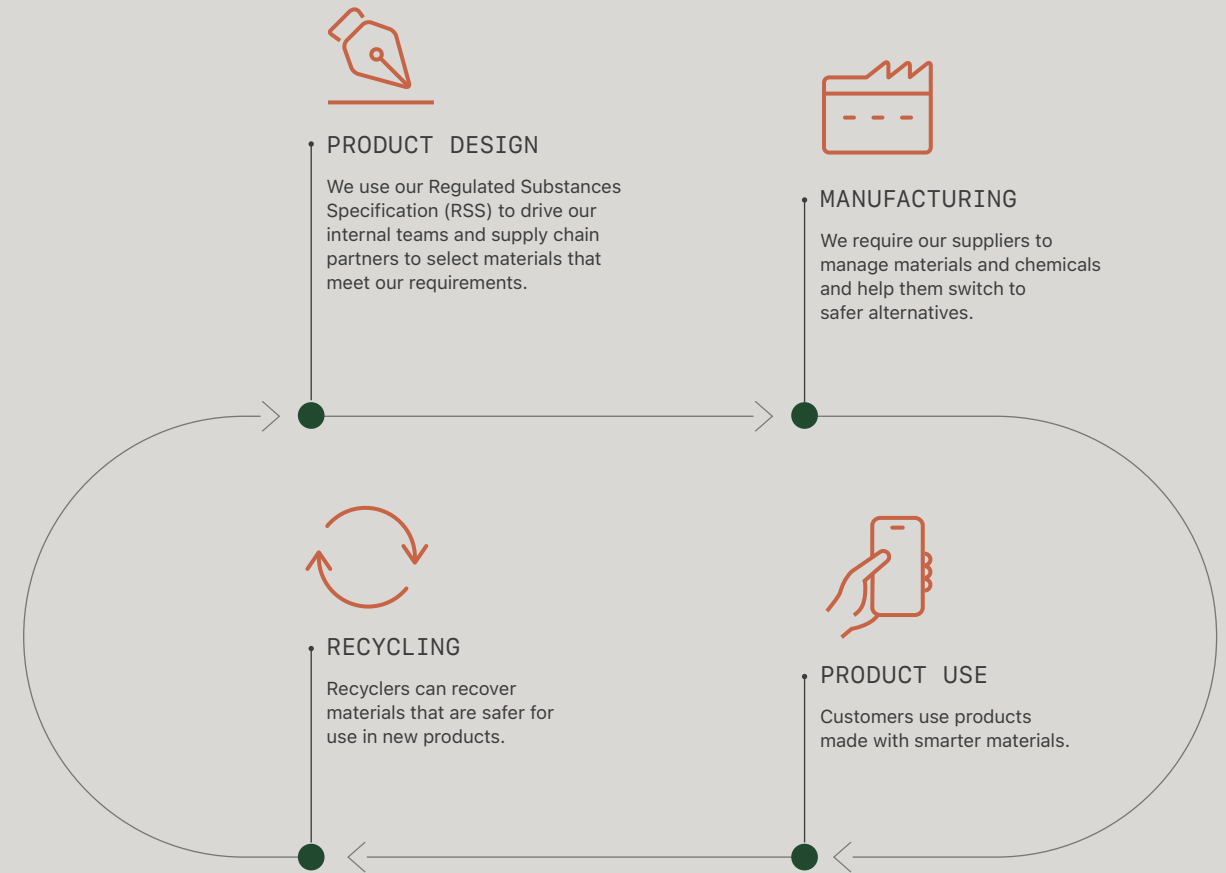 PRODUCT DESIGN
We use our Regulated Substances
Specification (RSS) to drive our
internal teams and supply chain
partners to select materials that
meet our requirements.
MANUFACTURING
We require our suppliers to
manage materials and chemicals
and help them switch to
safer alternatives.
RECYCLING
Recyclers can recover
materials that are safer for
use in new products.
PRODUCT USE
Customers use products
made with smarter materials.